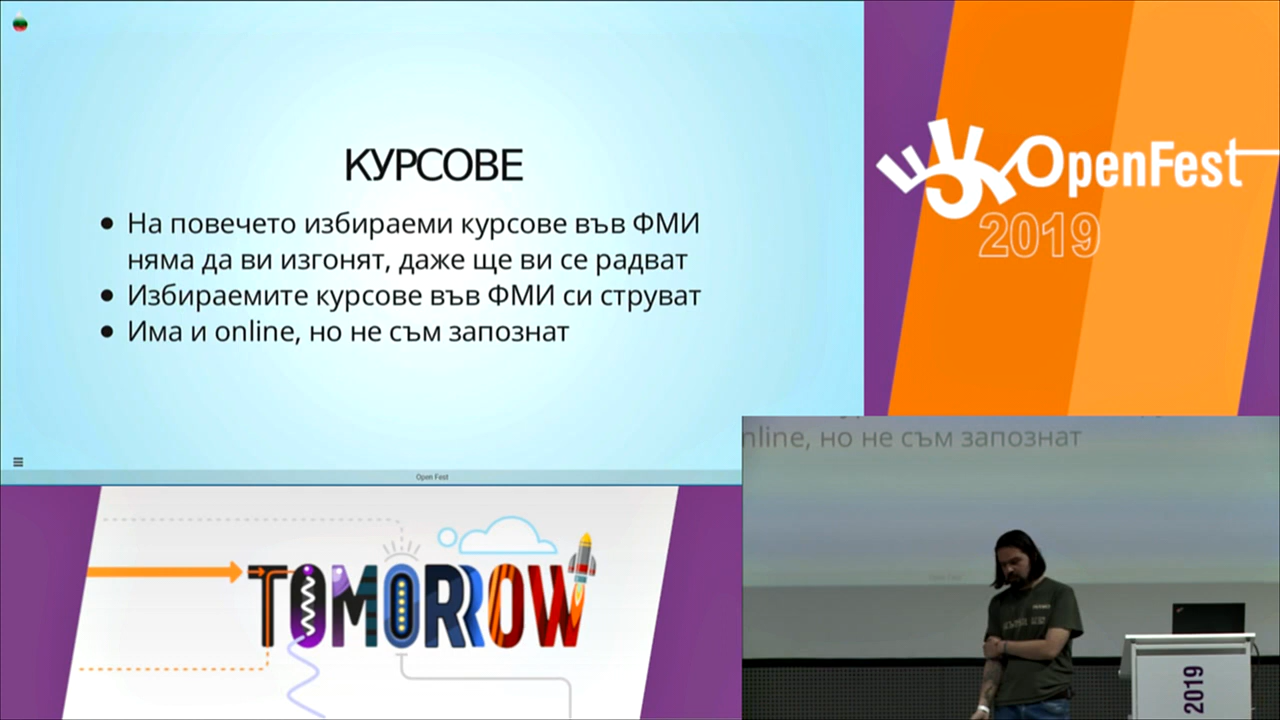 КУРСОВЕ
На повечето избираеми курсове във ФМИ
няма да ви изгонят, даже ще ви се радват
Избираемите курсове във ФМИ си струват
Има и online, но не съм запознат
Open Fest
OpenFest
2019
TOMORROW
nline, но не съм запознат
2019